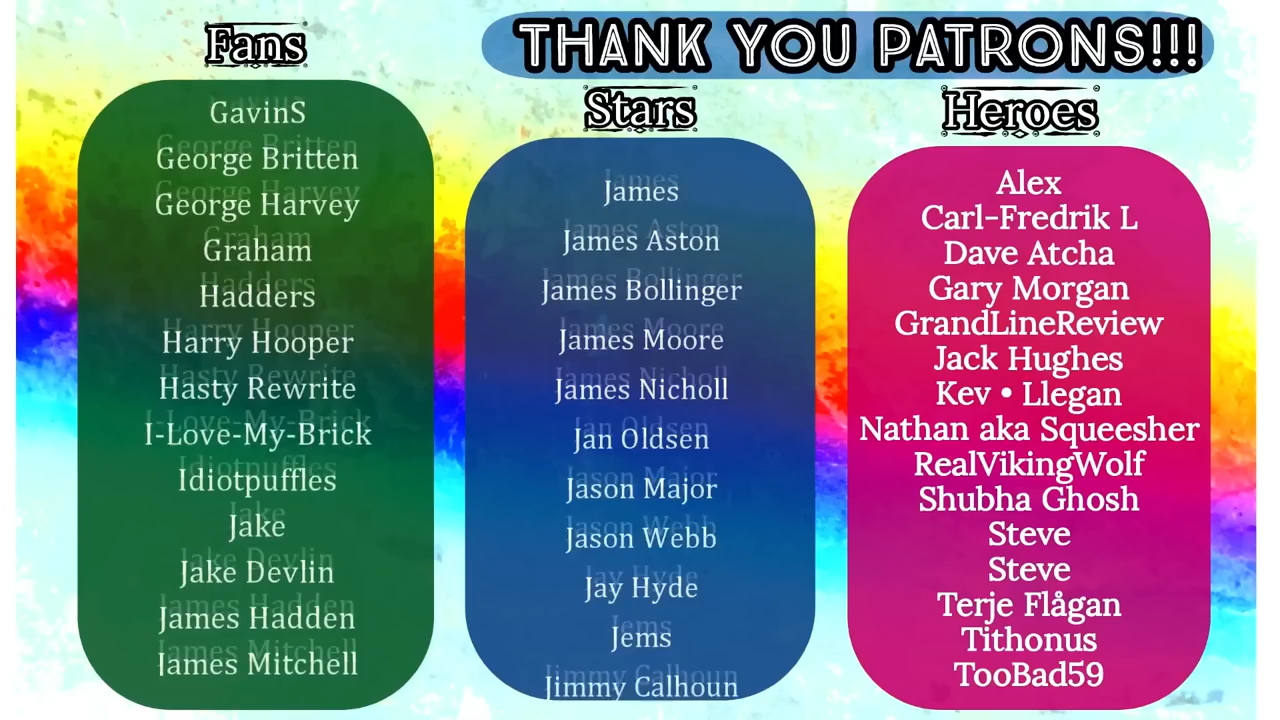 THANK YOU PATRONS!!!
Fans
GavinS
George Britten
George Harvey
Graham
Hadders
Harry Hooper
Hasty Rewrite
I-Love-My-Brick
Idiotpuffles
Jake
Jake Devlin
James Hadden
James Mitchell
Stars
James
James Aston
James Bollinger
James Moore
James Nicholl
Jan Oldsen
Jason Major
Jason Webb
Jay Hyde
Jems
Jimmy Calhoun
Heroes
Alex
Carl-Fredrik L
Dave Atcha
Gary Morgan
GrandLineReview
Jack Hughes
Kev • Llegan
Nathan aka Squeesher
RealVikingWolf
Shubha Ghosh
Steve
Steve
Terje Flågan
Tithonus
TooBad59